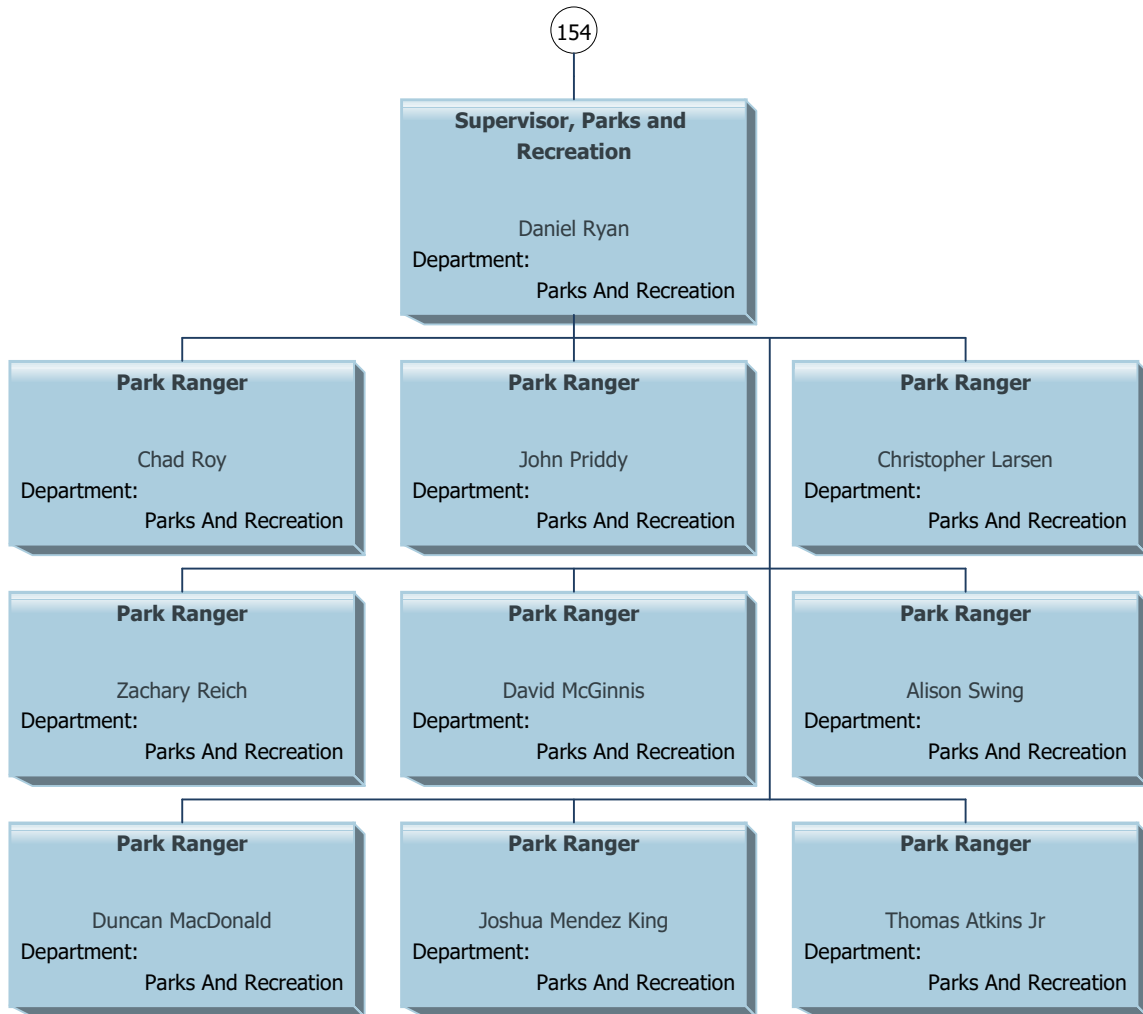 154
Supervisor, Parks and
Recreation
Daniel Ryan
Department:
Parks And Recreation
Park Ranger
Chad Roy
Department:
Parks And Recreation
Park Ranger
John Priddy
Department:
Parks And Recreation
Park Ranger
Christopher Larsen
Department:
Parks And Recreation
Park Ranger
Zachary Reich
Department:
Parks And Recreation
Park Ranger
David McGinnis
Department:
Parks And Recreation
Park Ranger
Alison Swing
Department:
Parks And Recreation
Park Ranger
Duncan MacDonald
Department:
Parks And Recreation
Park Ranger
Joshua Mendez King
Department:
Parks And Recreation
Park Ranger
Thomas Atkins Jr
Department:
Parks And Recreation